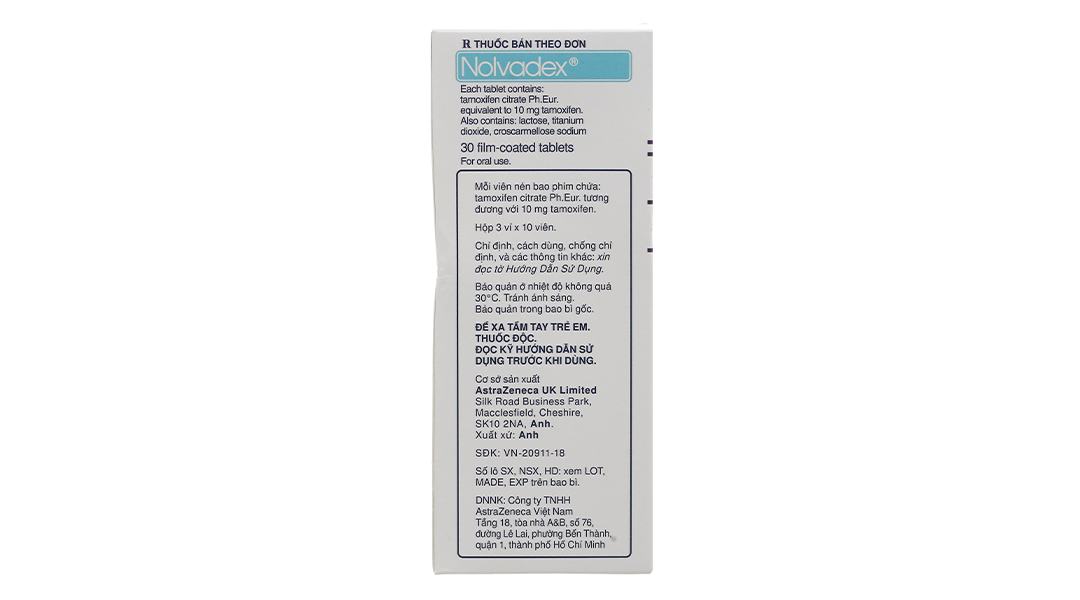 R THUỐC BÁN THEO ĐƠN
Nolvadex®
Each tablet contains:
tamoxifen citrate Ph.Eur.
equivalent to 10 mg tamoxifen.
Also contains: lactose, titanium
dioxide, croscarmellose sodium
30 film-coated tablets
For oral use.
Mỗi viên nén bao phim chứa:
tamoxifen citrate Ph.Eur. tương
đương với 10 mg tamoxifen.
Hộp 3 vỉ x 10 viên.
Chỉ định, cách dùng, chống chỉ
định, và các thông tin khác: xin
đọc tờ Hướng Dẫn Sử Dụng.
Bảo quản ở nhiệt độ không quá
30°C. Tránh ánh sáng.
Bảo quản trong bao bì gốc.
ĐỂ XA TẦM TAY TRẺ EM.
THUỐC ĐỘC.
ĐỌC KỸ HƯỚNG DẪN SỬ
DỤNG TRƯỚC KHI DÙNG.
Cơ sở sản xuất
AstraZeneca UK Limited
Silk Road Business Park,
Macclesfield, Cheshire,
SK10 2NA, Anh.
Xuất xứ: Anh
SĐK: VN-20911-18
Số lô SX, NSX, HD: xem LOT,
MADE, EXP trên bao bì.
DNNK: Công ty TNHH
AstraZeneca Việt Nam
Tầng 18, tòa nhà A&B, số 76,
đường Lê Lai, phường Bến Thành,
quận 1, thành phố Hồ Chí Minh